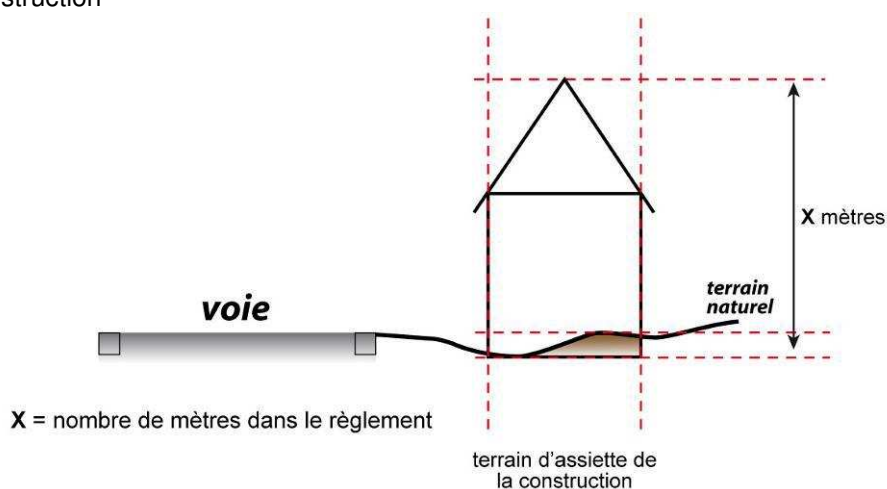 struction
X mètres
terrain
naturel
voie
X = nombre de mètres dans le règlement
terrain d'assiette de
la construction